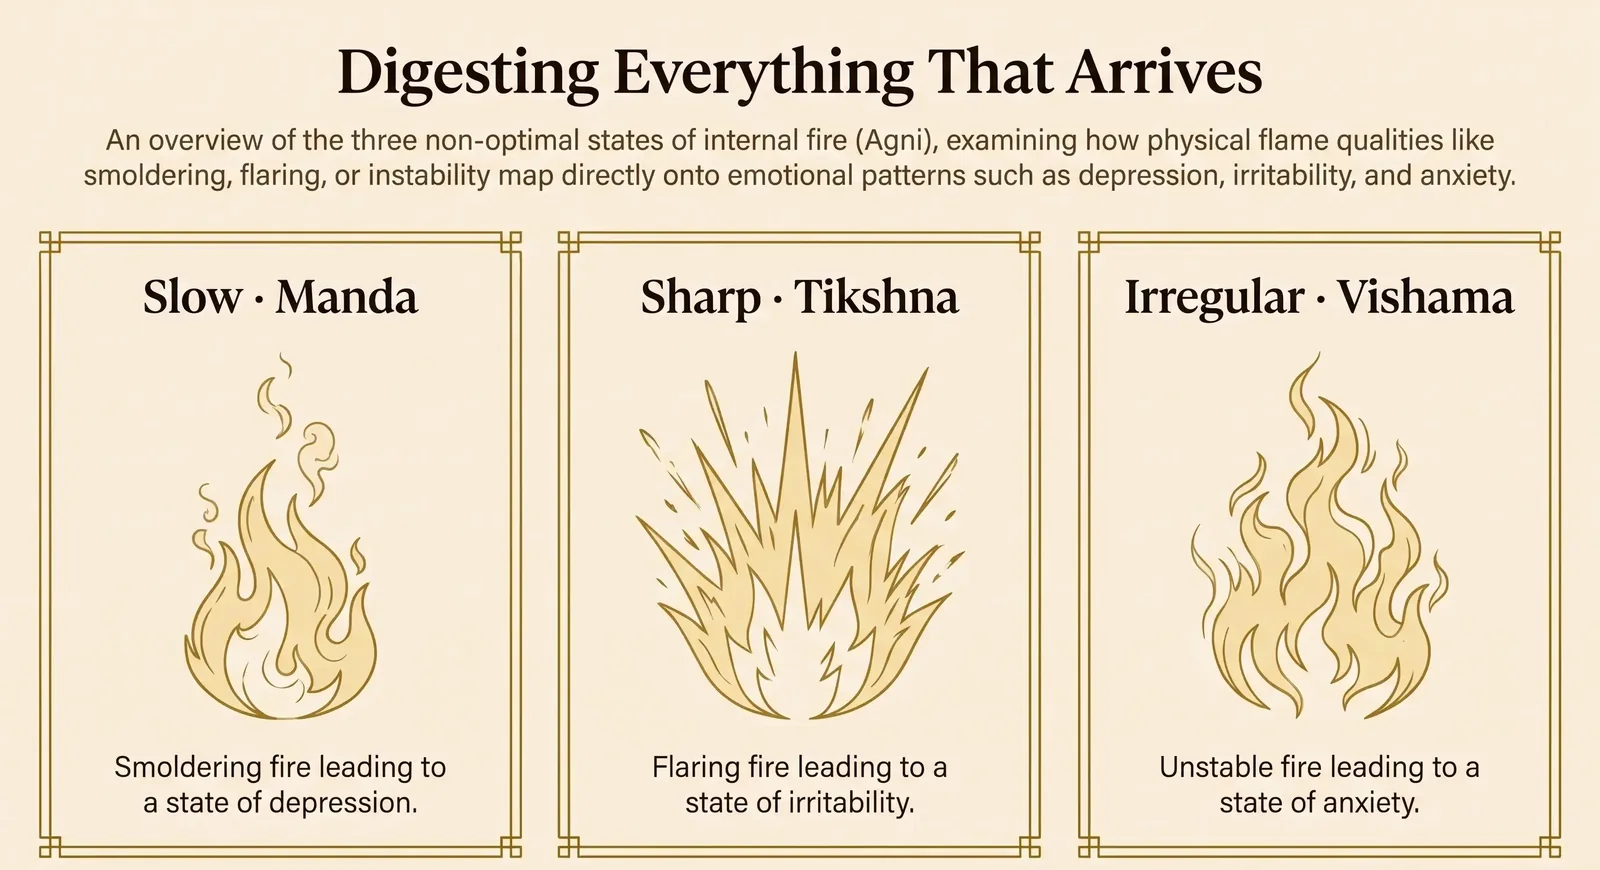 Digesting Everything That Arrives
An overview of the three non-optimal states of internal fire (Agni), examining how physical flame qualities like
smoldering, flaring, or instability map directly onto emotional patterns such as depression, irritability, and anxiety.
Slow · Manda
Smoldering fire leading to
a state of depression.
Sharp · Tikshna
Flaring fire leading to a
state of irritability.
Irregular · Vishama
Unstable fire leading to a
state of anxiety.